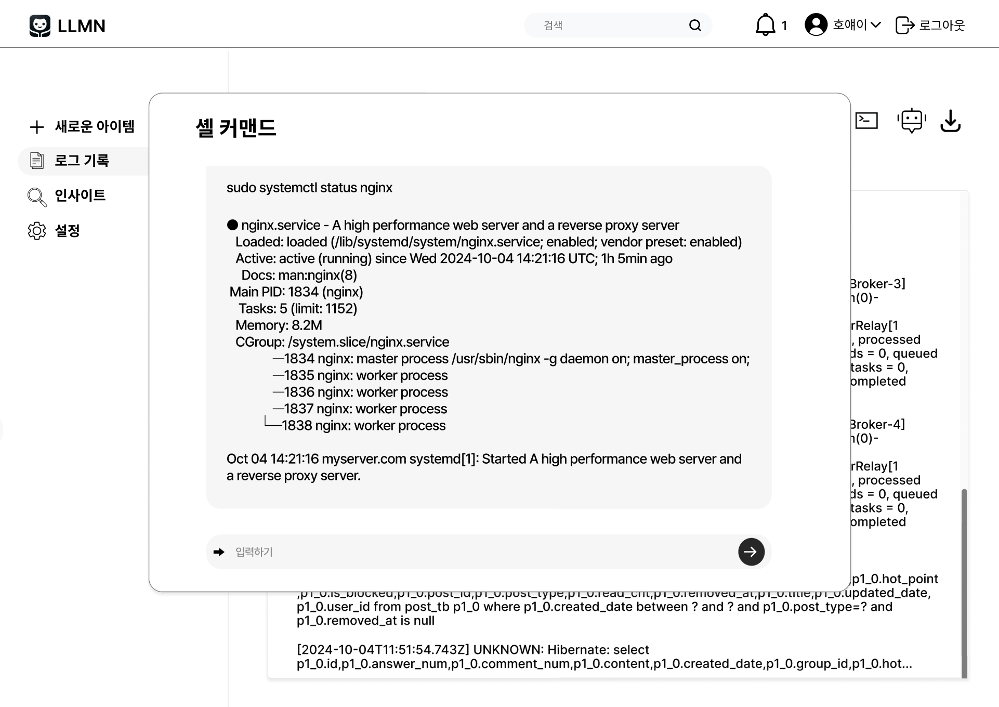 LLMN
검색
1
호얘이
로그아웃
새로운 아이템
로그 기록
인사이트
설정
셸 커맨드
sudo systemctl status nginx
● nginx.service - A high performance web server and a reverse proxy server
Loaded: loaded (/lib/systemd/system/nginx.service; enabled; vendor preset: enabled)
Active: active (running) since Wed 2024-10-04 14:21:16 UTC; 1h 5min ago
Docs: man:nginx(8)
Main PID: 1834 (nginx)
Tasks: 5 (limit: 1152)
Memory: 8.2M
CGroup: /system.slice/nginx.service
─1834 nginx: master process /usr/sbin/nginx -g daemon on; master_process on;
─1835 nginx: worker process
─1836 nginx: worker process
─1837 nginx: worker process
└─1838 nginx: worker process
Oct 04 14:21:16 myserver.com systemd[1]: Started A high performance web server and
a reverse proxy server.
입력하기
Broker-3]
n(0)-
rRelay[1
, processed
ds = 0, queued
tasks = 0,
ompleted
Broker-4]
n(0)-
rRelay[1
, processed
ds = 0, queued
tasks = 0,
ompleted
,p1_0.hot_point
,p1_0.is_blocked,p1_0.post_id,p1_0.post_type,p1_0.read_cnt,p1_0.removed_at,p1_0.title,p1_0.updated_date,
p1_0.user_id from post_tb p1_0 where p1_0.created_date between ? and ? and p1_0.post_type=? and
p1_0.removed_at is null
[2024-10-04T11:51:54.743Z] UNKNOWN: Hibernate: select
p1_0.id,p1_0.answer_num,p1_0.comment_num,p1_0.content,p1_0.created_date,p1_0.group_id,p1_0.hot...